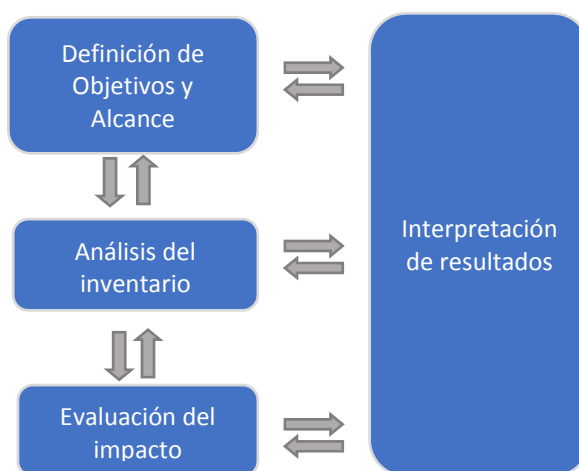 Definición de
Objetivos y
Alcance
Análisis del
inventario
Interpretación
de resultados
Evaluación del
impacto